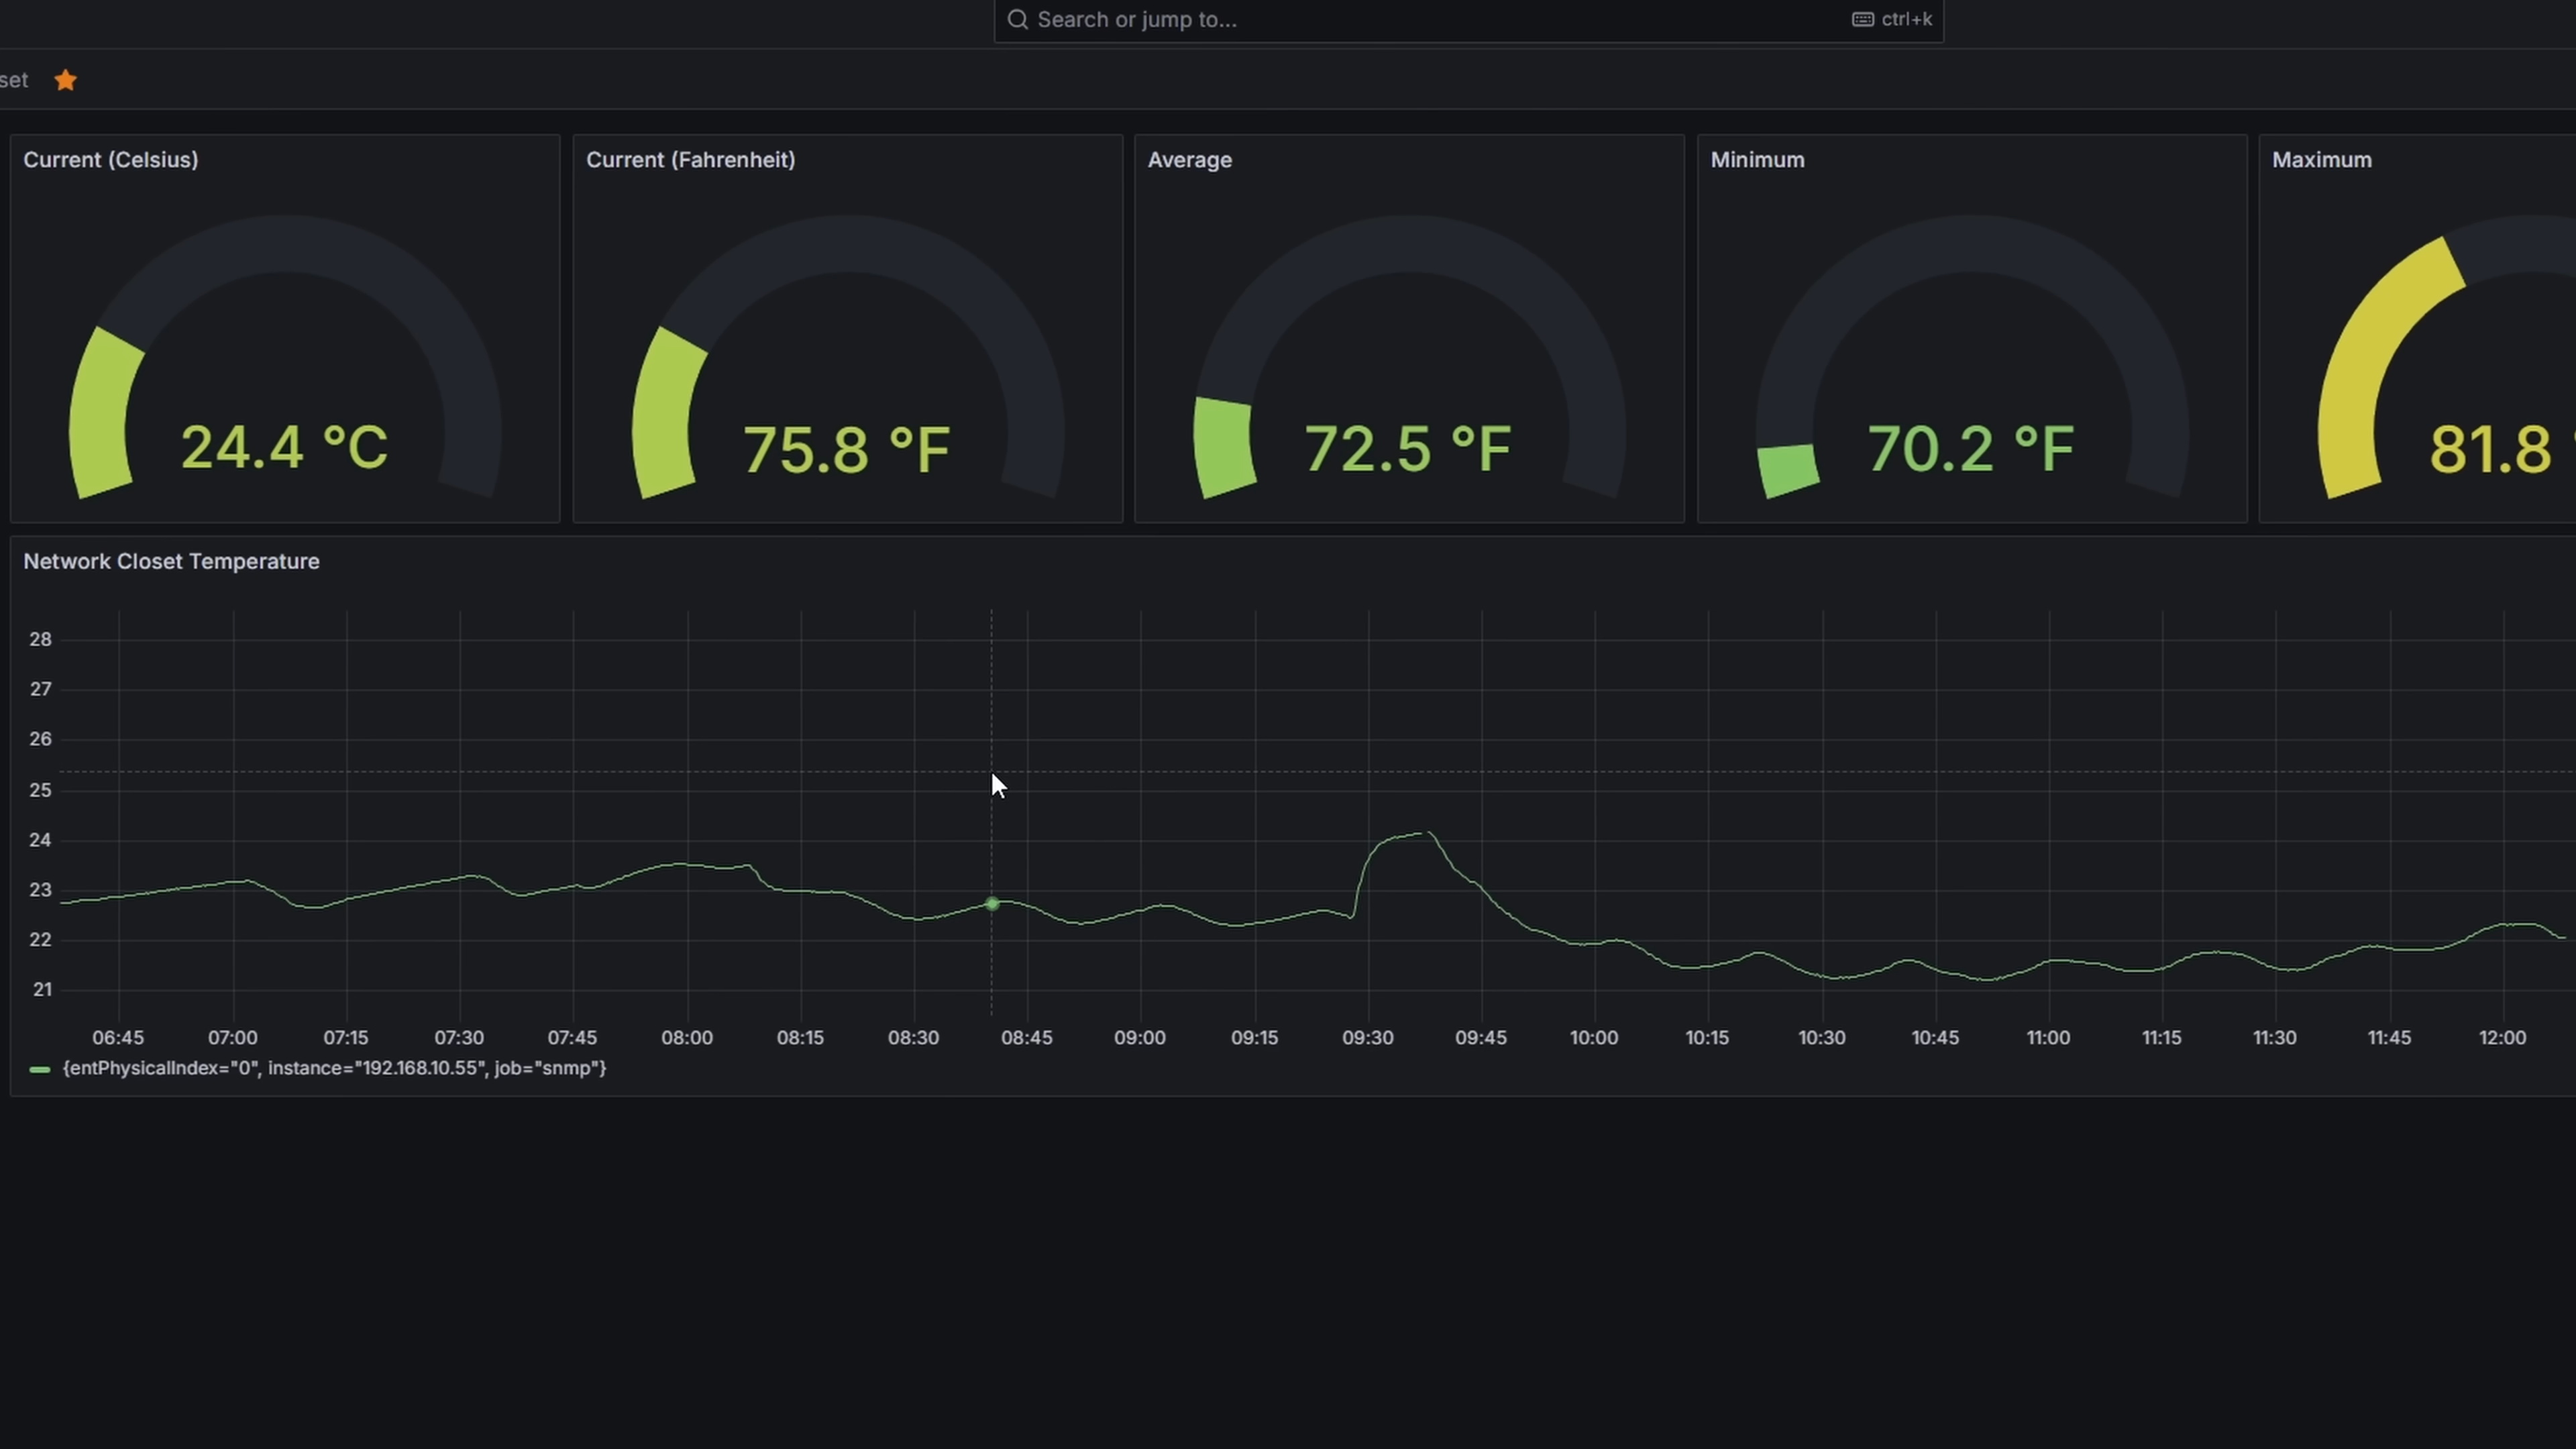 Search or jump to...
ctrl+k
set
Current (Celsius)
Current (Fahrenheit)
Average
Minimum
Maximum
24.4 °C
75.8 °F
72.5 °F
70.2 °F
81.8 °
Network Closet Temperature
28
27
26
25
24
23
22
21
06:45 07:00 07:15 07:30 07:45 08:00 08:15 08:30 08:45 09:00 09:15 09:30 09:45 10:00 10:15 10:30 10:45 11:00 11:15 11:30 11:45 12:00
{entPhysicalIndex="0", instance="192.168.10.55", job="snmp"}